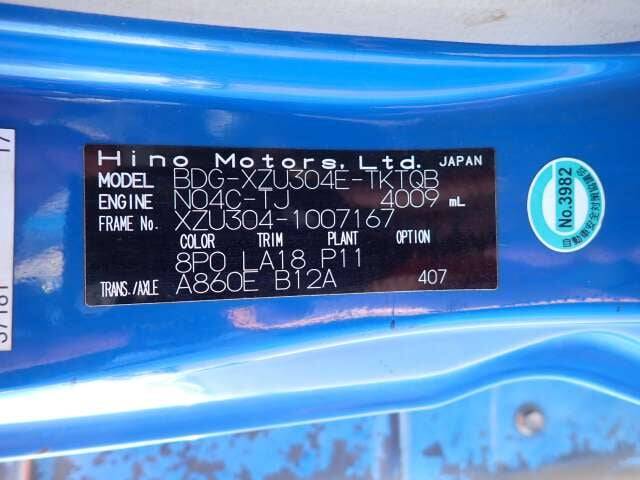 Hino Motors, Ltd. JAPAN
MODEL BDG-XZU304E-TKTQB
ENGINE N04C-TJ 4009 mL
FRAME No. XZU304-1007167
COLOR TRIM PLANT OPTION
8P0 LA18 P11
TRANS./AXLE A860E B12A 407
No.3982